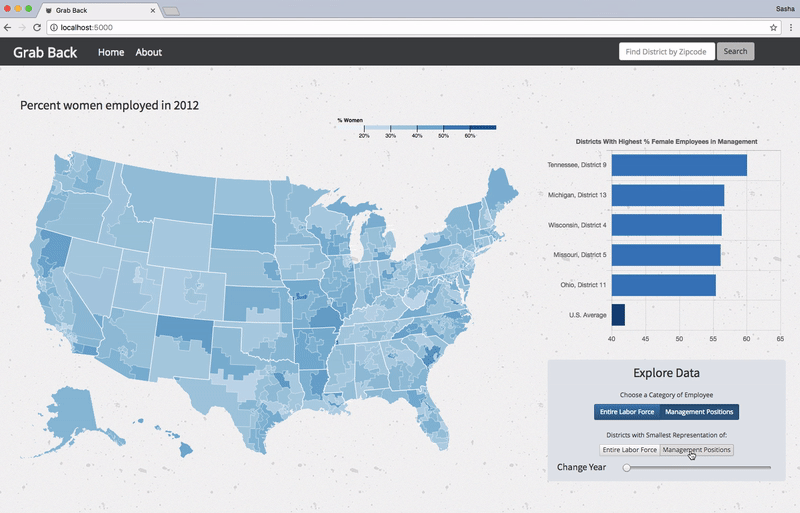 Grab Back
Sasha
localhost:5000
Grab Back Home About Find District by Zipcode Search
Percent women employed in 2012
% Women
20% 30% 40% 50% 60%
Districts With Highest % Female Employees in Management
Tennessee, District 9
Michigan, District 13
Wisconsin, District 4
Missouri, District 5
Ohio, District 11
U.S. Average
40 45 50 55 60 65
Explore Data
Choose a Category of Employee
Entire Labor Force Management Positions
Districts with Smallest Representation of:
Entire Labor Force Management Positions
Change Year